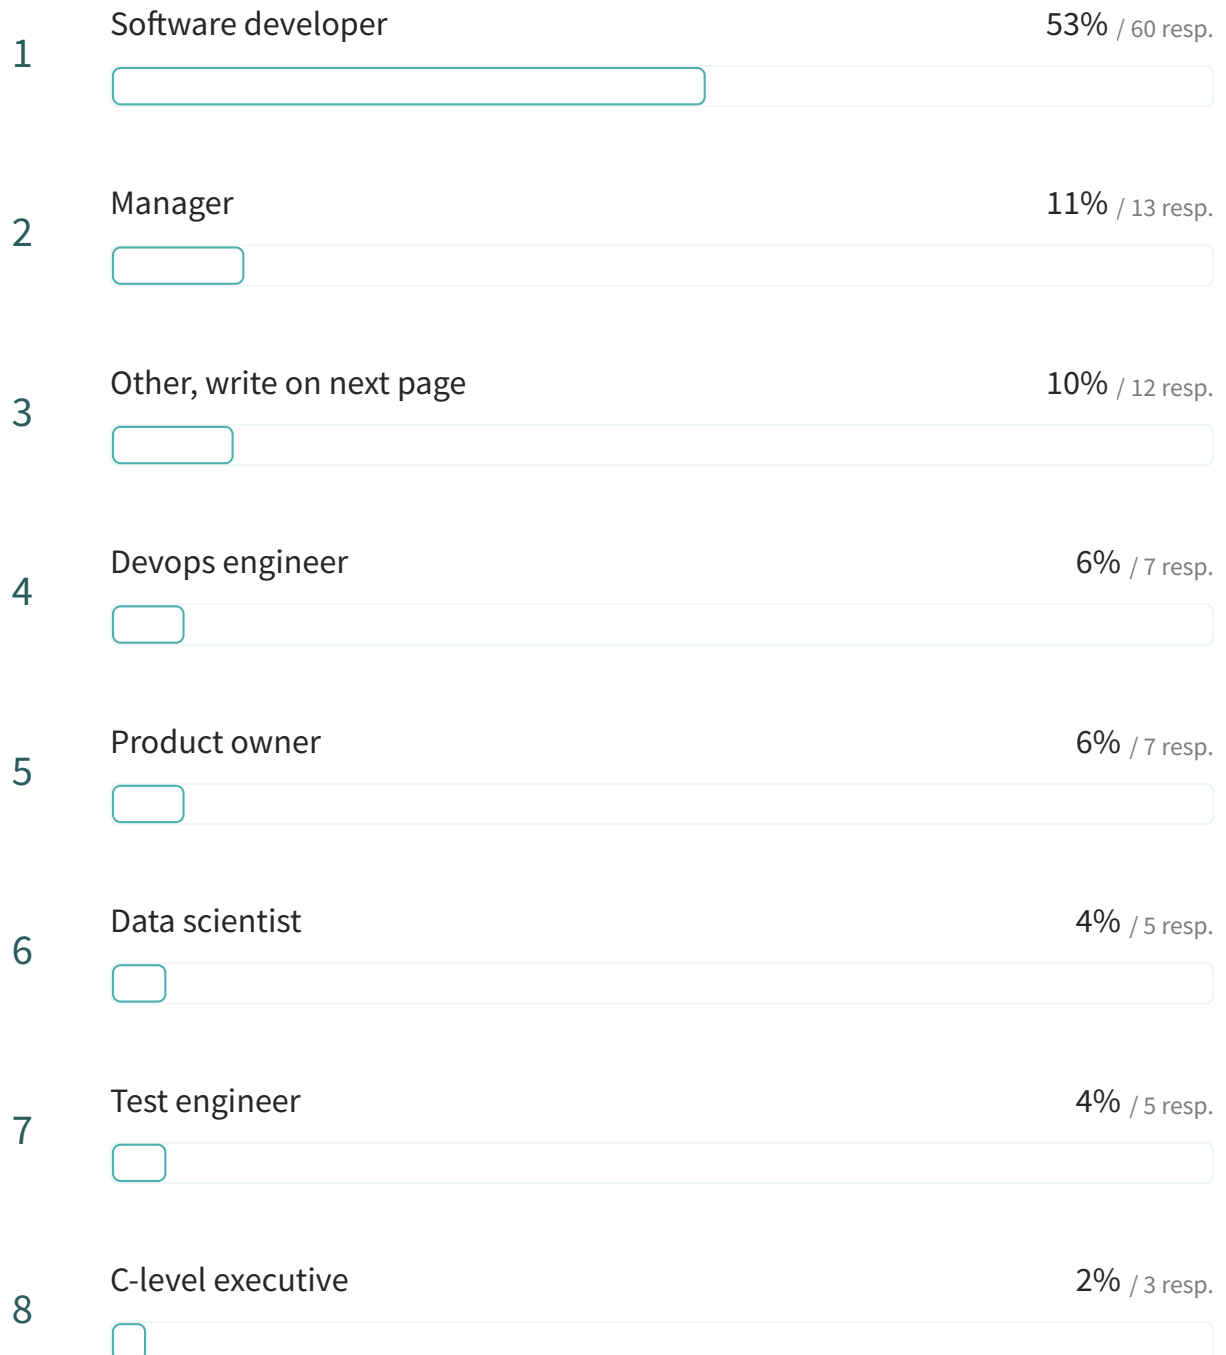 1
Software developer 53% / 60 resp.
2
Manager 11% / 13 resp.
3
Other, write on next page 10% / 12 resp.
4
Devops engineer 6% / 7 resp.
5
Product owner 6% / 7 resp.
6
Data scientist 4% / 5 resp.
7
Test engineer 4% / 5 resp.
8
C-level executive 2% / 3 resp.